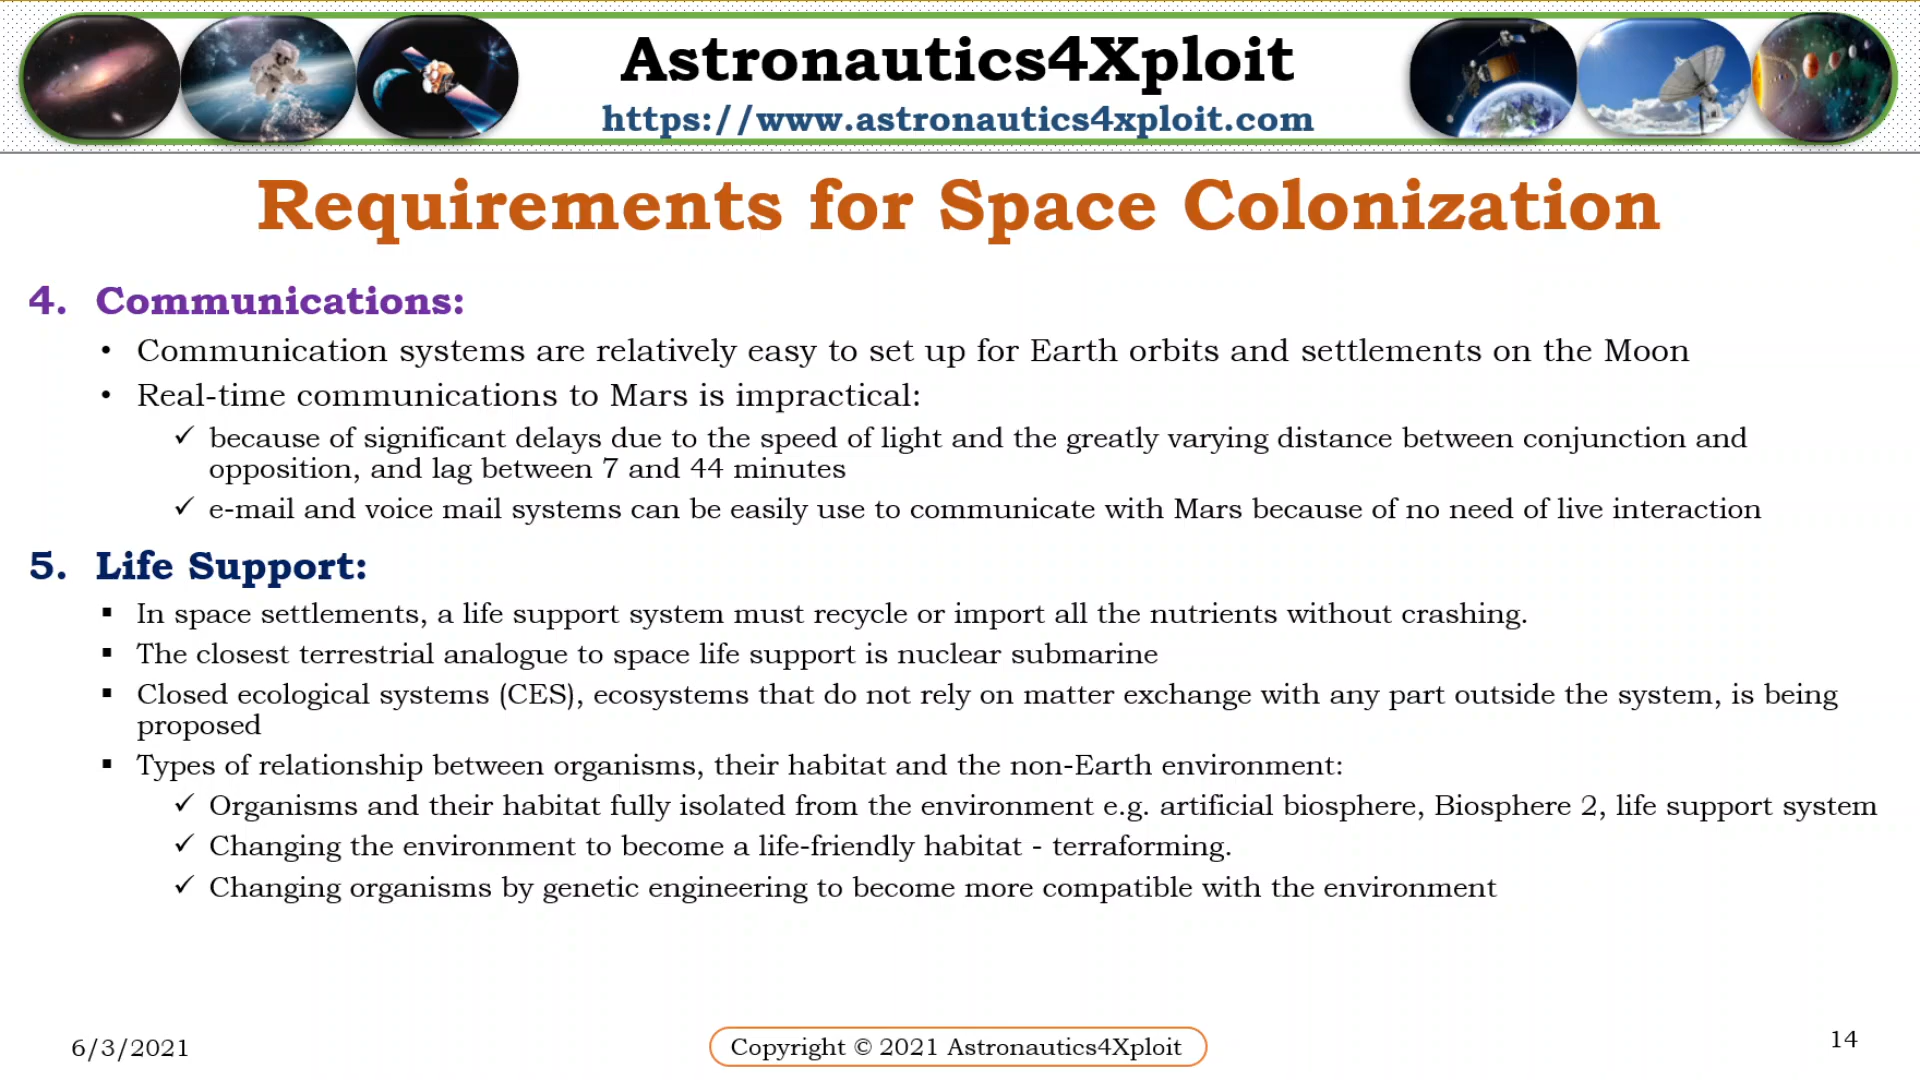 Astronautics4Xploit
https://www.astronautics4xploit.com
Requirements for Space Colonization
4. Communications:
• Communication systems are relatively easy to set up for Earth orbits and settlements on the Moon
• Real-time communications to Mars is impractical:
✓ because of significant delays due to the speed of light and the greatly varying distance between conjunction and
opposition, and lag between 7 and 44 minutes
✓ e-mail and voice mail systems can be easily use to communicate with Mars because of no need of live interaction
5. Life Support:
▪ In space settlements, a life support system must recycle or import all the nutrients without crashing.
▪ The closest terrestrial analogue to space life support is nuclear submarine
▪ Closed ecological systems (CES), ecosystems that do not rely on matter exchange with any part outside the system, is being
proposed
▪ Types of relationship between organisms, their habitat and the non-Earth environment:
✓ Organisms and their habitat fully isolated from the environment e.g. artificial biosphere, Biosphere 2, life support system
✓ Changing the environment to become a life-friendly habitat - terraforming.
✓ Changing organisms by genetic engineering to become more compatible with the environment
6/3/2021
Copyright © 2021 Astronautics4Xploit
14